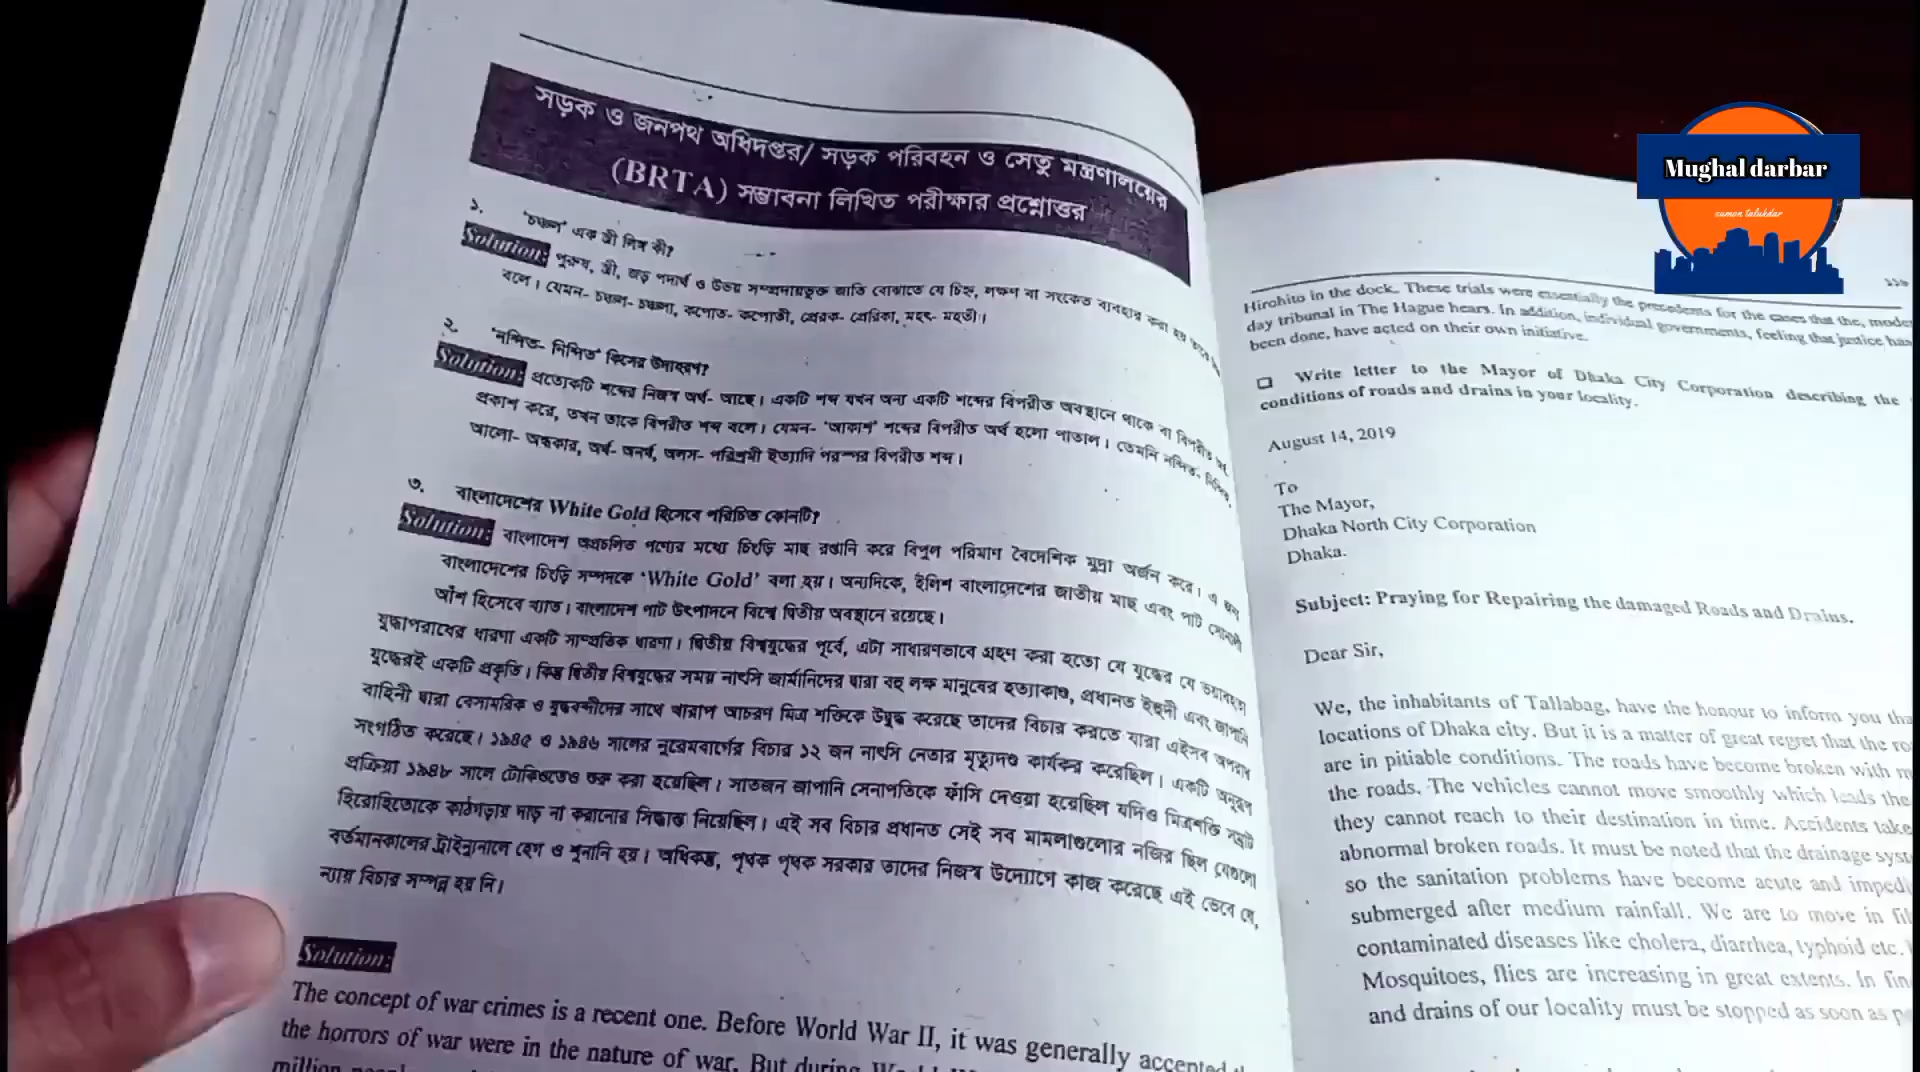 সড়ক ও জনপথ অধিদপ্তর/ সড়ক পরিবহন ও সেতু মন্ত্রণালয়ের
(BRTA) সম্ভাবনা লিখিত পরীক্ষার প্রশ্নোত্তর
১. 'চঞ্চল' এক স্ত্রী লিঙ্গ কী?
Solution: পুরুষ, স্ত্রী, জড় পদার্থ ও উভয় সম্প্রদায়ভুক্ত জাতি বোঝাতে যে চিহ্ন, লক্ষণ বা সংকেত ব্যবহার করা হয় তাকে
বলে। যেমন- চঞ্চল- চঞ্চলা, কপোত- কপোতী, প্রেরক- প্রেরিকা, মহৎ- মহতী।
২. 'নন্দিত- নিন্দিত' কিসের উদাহরণ?
Solution: প্রত্যেকটি শব্দের নিজস্ব অর্থ- আছে। একটি শব্দ যখন অন্য একটি শব্দের বিপরীত অবস্থানে থাকে বা বিপরীত
প্রকাশ করে, তখন তাকে বিপরীত শব্দ বলে। যেমন- 'আকাশ' শব্দের বিপরীত অর্থ হলো পাতাল। তেমনি নন্দিত- নিন্দিত,
আলো- অন্ধকার, অর্থ- অনর্থ, অলস- পরিশ্রমী ইত্যাদি পরস্পর বিপরীত শব্দ।
৩. বাংলাদেশের White Gold হিসেবে পরিচিত কোনটি?
Solution: বাংলাদেশ অপ্রচলিত পণ্যের মধ্যে চিংড়ি মাছ রপ্তানি করে বিপুল পরিমাণ বৈদেশিক মুদ্রা অর্জন করে। এ জন্য
বাংলাদেশের চিংড়ি সম্পদকে 'White Gold' বলা হয়। অন্যদিকে, ইলিশ বাংলাদেশের জাতীয় মাছ এবং পাট সোনালী
আঁশ হিসেবে খ্যাত। বাংলাদেশ পাট উৎপাদনে বিশ্বে দ্বিতীয় অবস্থানে রয়েছে।
যুদ্ধাপরাধের ধারণা একটি সাম্প্রতিক ধারণা। দ্বিতীয় বিশ্বযুদ্ধের পূর্বে, এটা সাধারণভাবে গ্রহণ করা হতো যে যুদ্ধের যে ভয়াবহতা
যুদ্ধেরই একটি প্রকৃতি। কিন্তু দ্বিতীয় বিশ্বযুদ্ধের সময় নাৎসি জার্মানিদের দ্বারা বহু লক্ষ মানুষের হত্যাকাণ্ড, প্রধানত ইহুদী এবং জাপানি
বাহিনী দ্বারা বেসামরিক ও যুদ্ধবন্দীদের সাথে খারাপ আচরণ মিত্র শক্তিকে উদ্বুদ্ধ করেছে তাদের বিচার করতে যারা এইসব অপরাধ
সংগঠিত করেছে। ১৯৪৫ ও ১৯৪৬ সালের নুরেমবার্গের বিচার ১২ জন নাৎসি নেতার মৃত্যুদণ্ড কার্যকর করেছিল। একটি অনুরূপ
প্রক্রিয়া ১৯৪৮ সালে টোকিওতেও শুরু করা হয়েছিল। সাতজন জাপানি সেনাপতিকে ফাঁসি দেওয়া হয়েছিল যদিও মিত্রশক্তি সম্রাট
হিরোহিতোকে কাঠগড়ায় দাড় না করানোর সিদ্ধান্ত নিয়েছিল। এই সব বিচার প্রধানত সেই সব মামলাগুলোর নজির ছিল যেগুলো
বর্তমানকালের ট্রাইব্যুনালে হেগ ও শুনানি হয়। অধিকন্তু, পৃথক পৃথক সরকার তাদের নিজস্ব উদ্যোগে কাজ করেছে এই ভেবে যে,
ন্যায় বিচার সম্পন্ন হয় নি।
Solution:
The concept of war crimes is a recent one. Before World War II, it was generally accepted
the horrors of war were in the nature of war. But during
million
Hirohito in the dock. These trials were essentially the precedents for the cases that the, mode
day tribunal in The Hague hears. In addition, individual governments, feeling that justice has
been done, have acted on their own initiative.
Write letter to the Mayor of Dhaka City Corporation describing the
conditions of roads and drains in your locality.
August 14, 2019
To
The Mayor,
Dhaka North City Corporation
Dhaka.
Subject: Praying for Repairing the damaged Roads and Drains.
Dear Sir,
We, the inhabitants of Tallabag, have the honour to inform you tha
locations of Dhaka city. But it is a matter of great regret that the ro
are in pitiable conditions. The roads have become broken with m
the roads. The vehicles cannot move smoothly which leads the
they cannot reach to their destination in time. Accidents take
abnormal broken roads. It must be noted that the drainage syst
so the sanitation problems have become acute and impedi
submerged after medium rainfall. We are to move in fil
contaminated diseases like cholera, diarrhea, typhoid etc.
Mosquitoes, flies are increasing in great extents. In fin
and drains of our locality must be stopped as soon as p
Mughal darbar
sumon talukdar